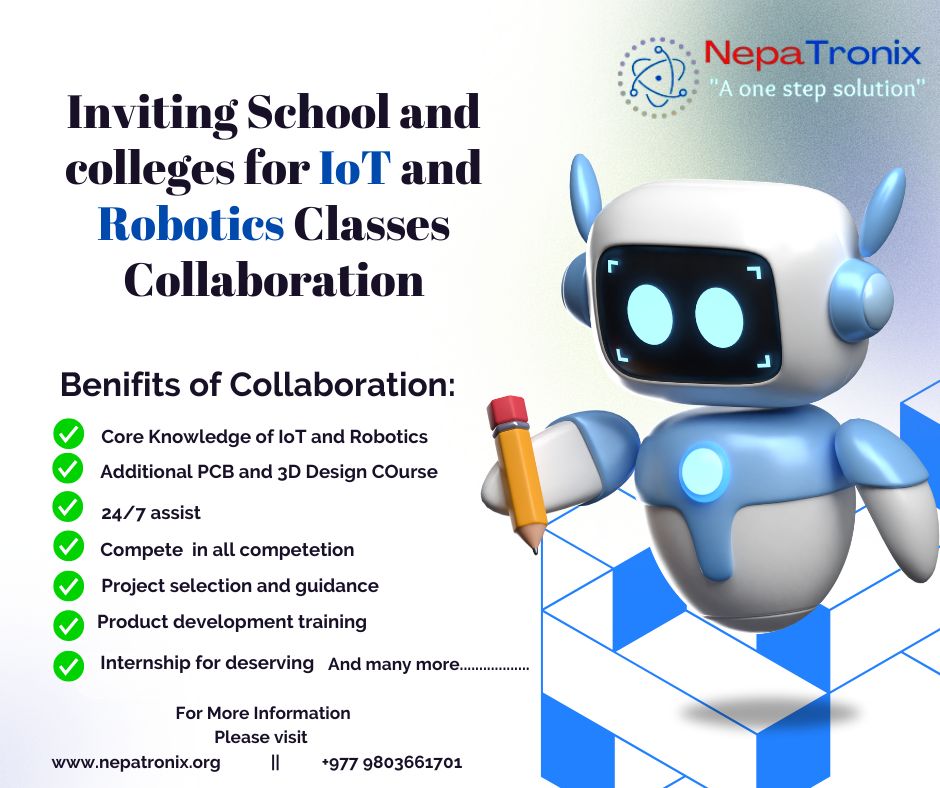 NepaTronix
"A one step solution"
Inviting School and
colleges for IoT and
Robotics Classes
Collaboration
Benifits of Collaboration:
Core Knowledge of IoT and Robotics
Additional PCB and 3D Design COurse
24/7 assist
Compete in all competetion
Project selection and guidance
Product development training
Internship for deserving And many more..................
For More Information
Please visit
www.nepatronix.org || +977 9803661701